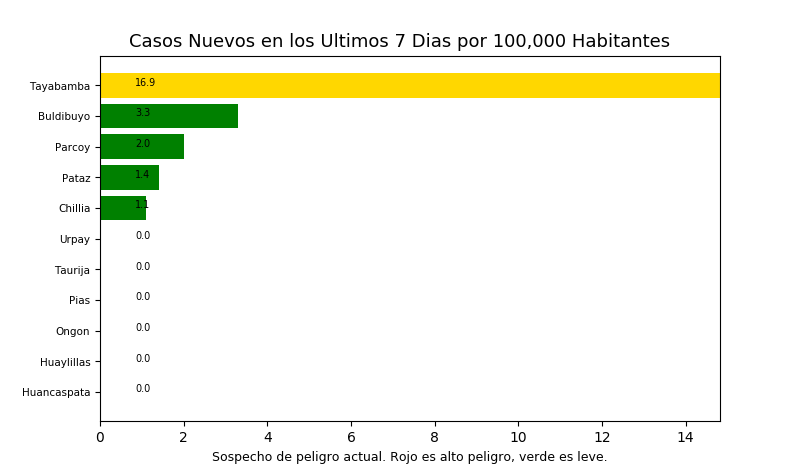 Casos Nuevos en los Ultimos 7 Dias por 100,000 Habitantes
Tayabamba 16.9
Buldibuyo 3.3
Parcoy 2.0
Pataz 1.4
Chillia 1.1
Urpay 0.0
Taurija 0.0
Pias 0.0
Ongon 0.0
Huaylillas 0.0
Huancaspata 0.0
0 2 4 6 8 10 12 14
Sospecho de peligro actual. Rojo es alto peligro, verde es leve.